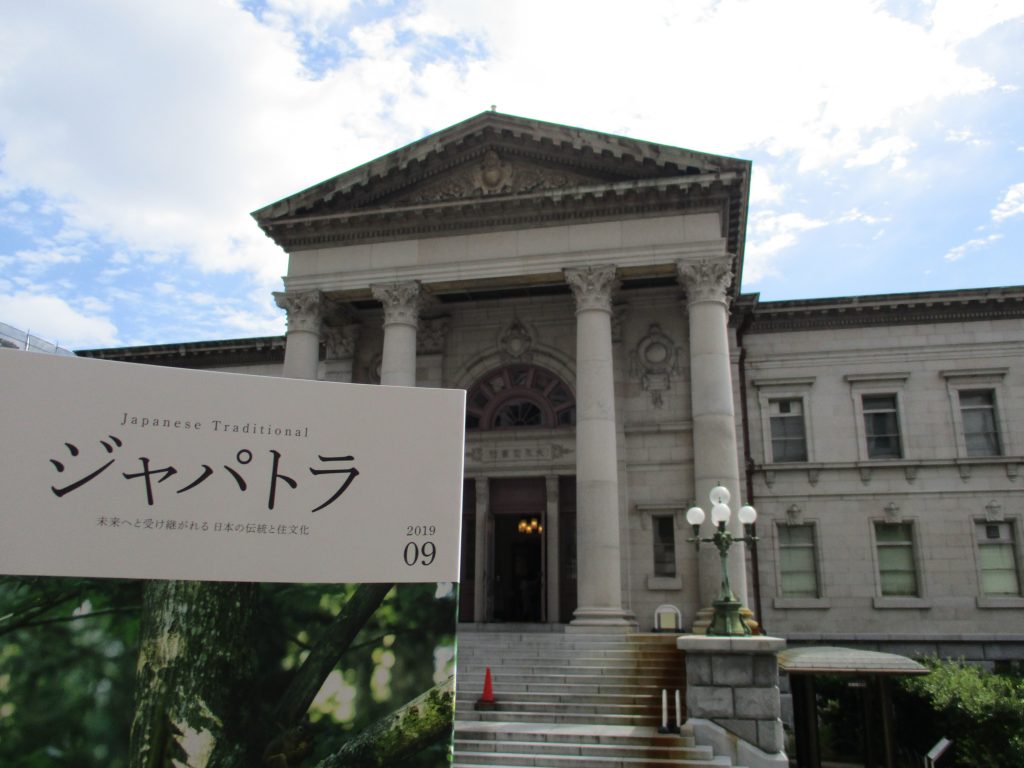 Japanese Traditional
ジャパトラ
未来へと受け継がれる 日本の伝統と住文化
2019
09